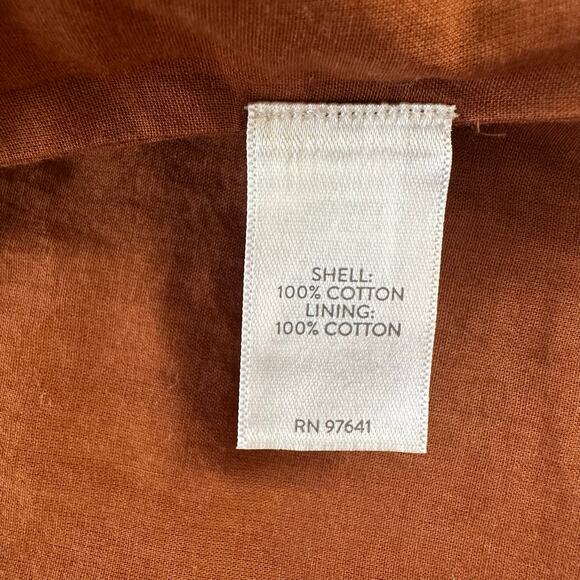 SHELL:
100% COTTON
LINING:
100% COTTON
RN 97641